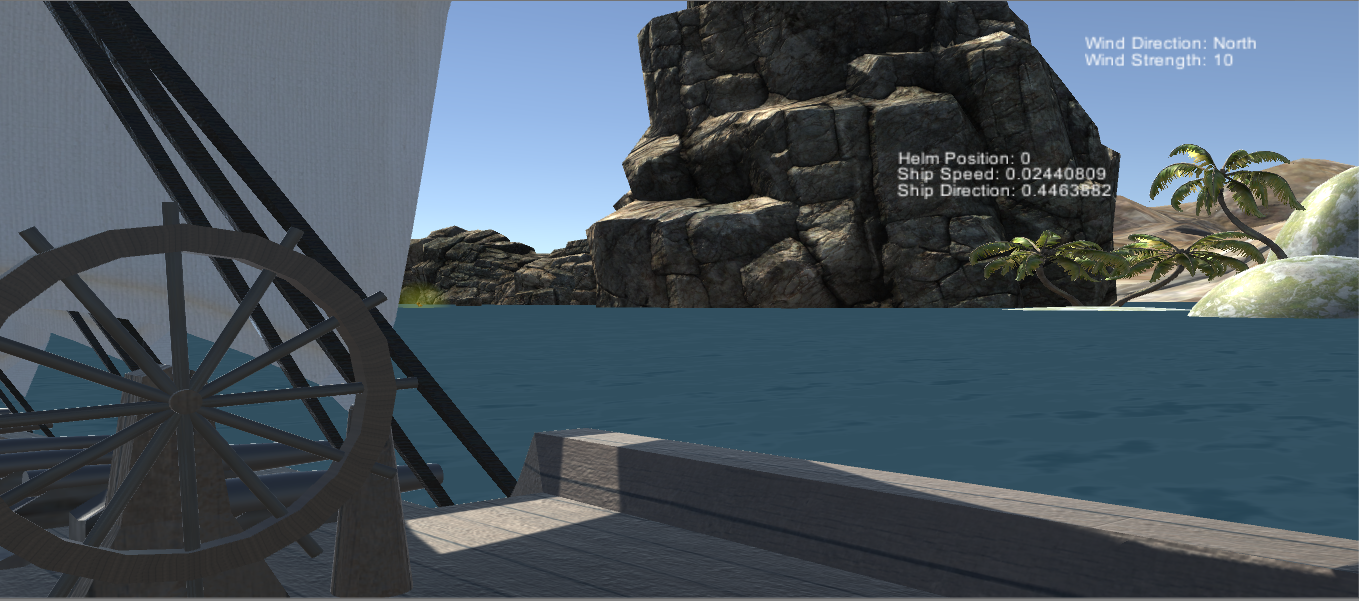 Wind Direction: North
Wind Strength: 10
Helm Position: 0
Ship Speed: 0.02440809
Ship Direction: 0.4463882